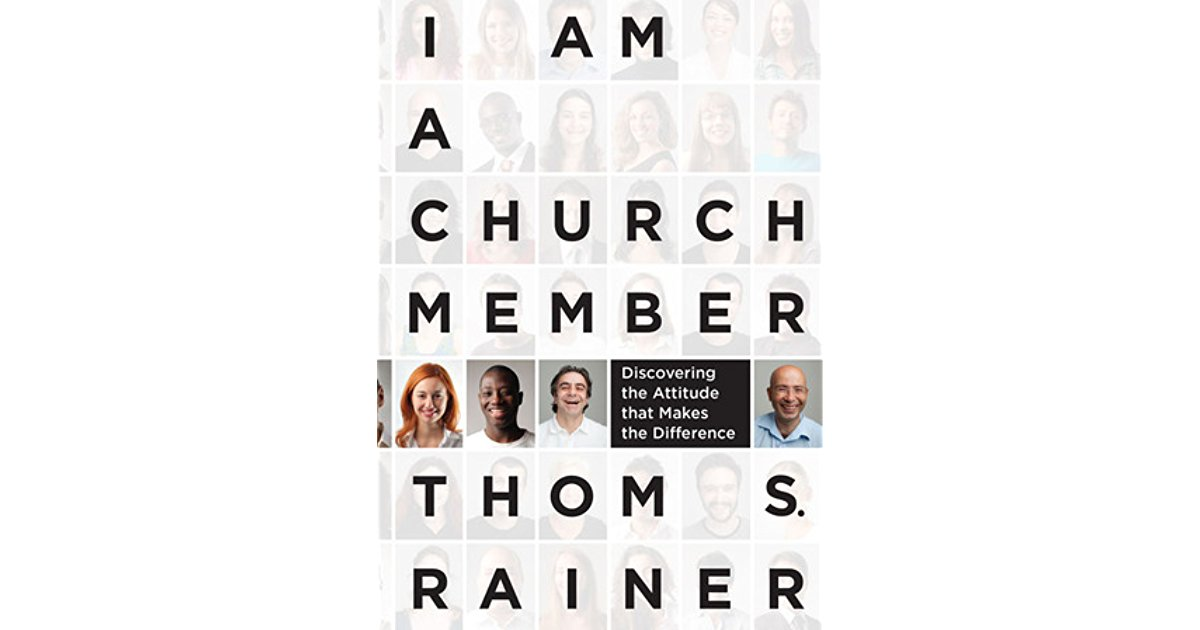 I AM
A
CHURCH
MEMBER
Discovering
the Attitude
that Makes
the Difference
THOM S.
RAINER